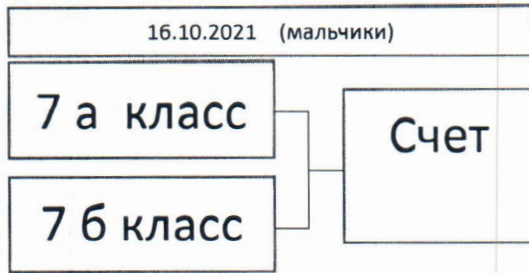 16.10.2021 (мальчики)
7 а класс
Счет
7 б класс